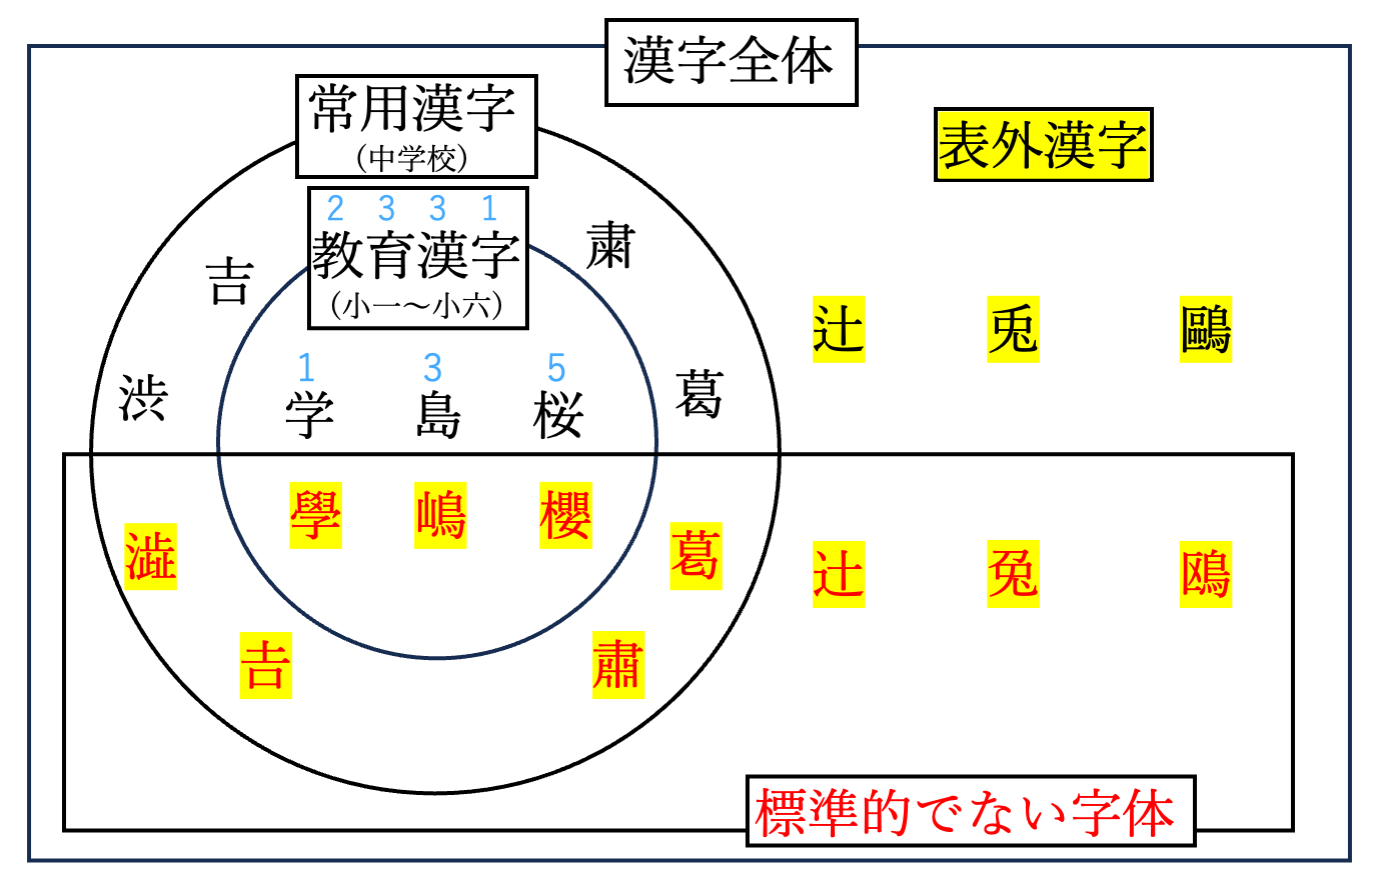 漢字全体
常用漢字
(中学校)
表外漢字
2 3 3 1
教育漢字
(小一～小六)
吉
粛
辻 兎 鷗
1 3 5
渋 学 島 桜 葛
學 嶋 櫻
澁 葛
辻 兔 鴎
𠮷 肅
標準的でない字体